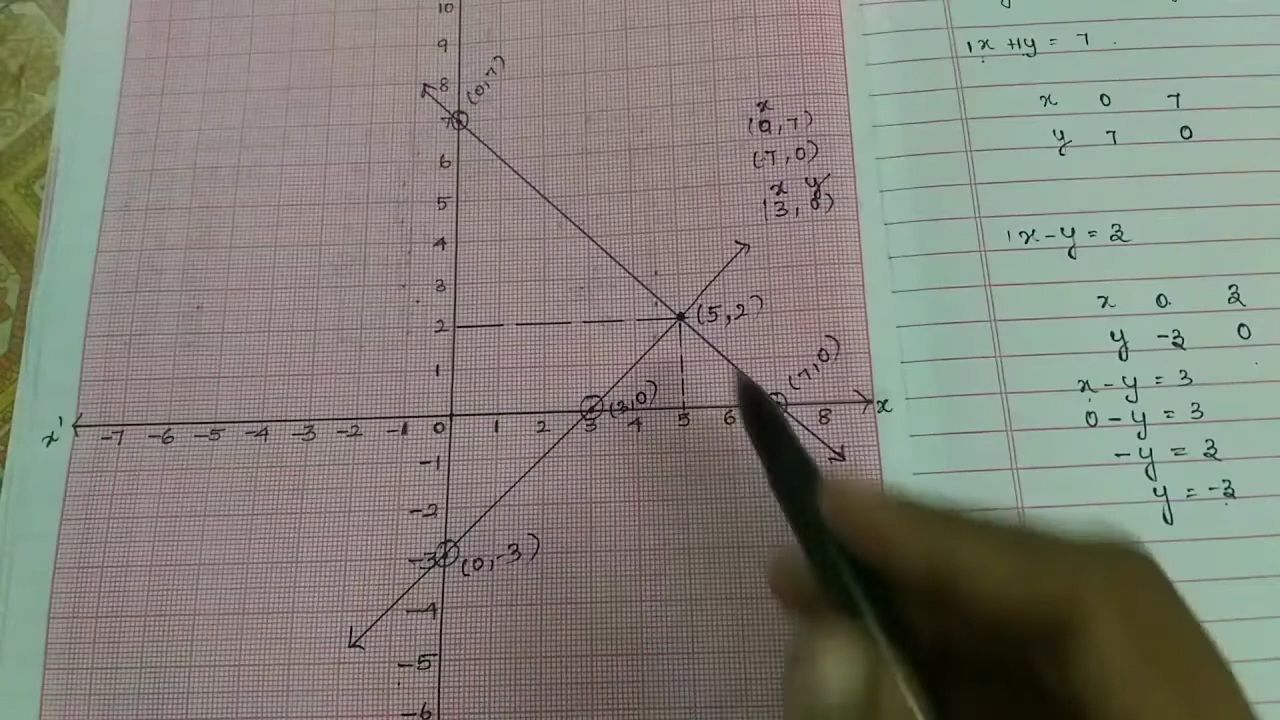 10
9
8
(0,7)
7
6
5
4
3
2
1
(5,2)
(3,0)
(7,0)
x' -7 -6 -5 -4 -3 -2 -1 0 1 2 3 4 5 6 8 x
-1
-2
-3 (0,-3)
-4
-5
-6
x
(0,7)
(7,0)
x y
(3,0)
1x +1y = 7
x 0 7
y 7 0
1x-y = 3
x 0 3
y -3 0
x-y = 3
0-y = 3
-y = 3
y = -3